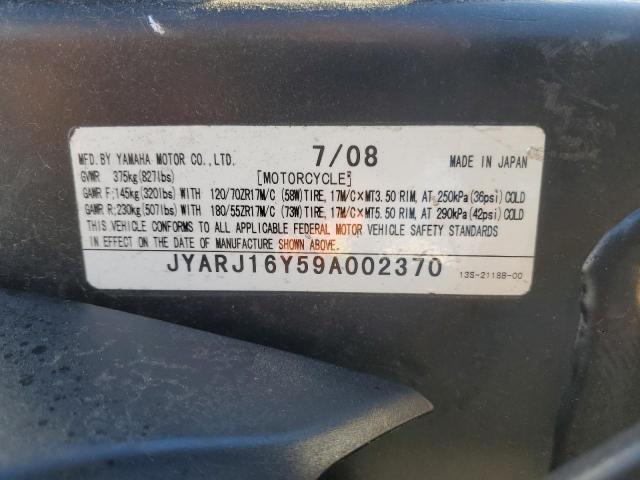 MFD.BY YAMAHA MOTOR CO.,LTD. 7/08 MADE IN JAPAN
GVWR 375kg(827lbs) [MOTORCYCLE]
GAWR F:145kg(320lbs) WITH 120/70ZR17M/C (58W)TIRE, 17M/C×MT3.50 RIM, AT 250kPa(36psi)COLD
GAWR R:230kg(507lbs) WITH 180/55ZR17M/C (73W)TIRE, 17M/C×MT5.50 RIM, AT 290kPa(42psi)COLD
THIS VEHICLE CONFORMS TO ALL APPLICABLE FEDERAL MOTOR VEHICLE SAFETY STANDARDS
IN EFFECT ON THE DATE OF MANUFACTURE SHOWN ABOVE.
JYARJ16Y59A002370 13S-2118B-00